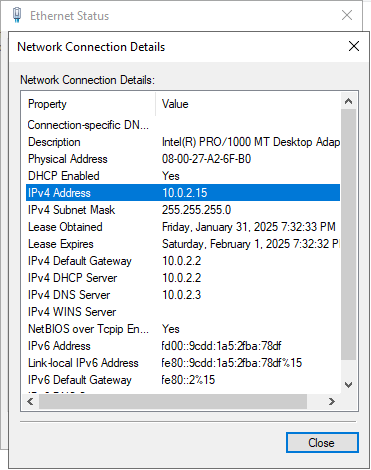 Ethernet Status
Network Connection Details
Network Connection Details:
Property Value
Connection-specific DN...
Description Intel(R) PRO/1000 MT Desktop Adap
Physical Address 08-00-27-A2-6F-B0
DHCP Enabled Yes
IPv4 Address 10.0.2.15
IPv4 Subnet Mask 255.255.255.0
Lease Obtained Friday, January 31, 2025 7:32:33 PM
Lease Expires Saturday, February 1, 2025 7:32:32 P
IPv4 Default Gateway 10.0.2.2
IPv4 DHCP Server 10.0.2.2
IPv4 DNS Server 10.0.2.3
IPv4 WINS Server
NetBIOS over Tcpip En... Yes
IPv6 Address fd00::9cdd:1a5:2fba:78df
Link-local IPv6 Address fe80::9cdd:1a5:2fba:78df%15
IPv6 Default Gateway fe80::2%15
Close